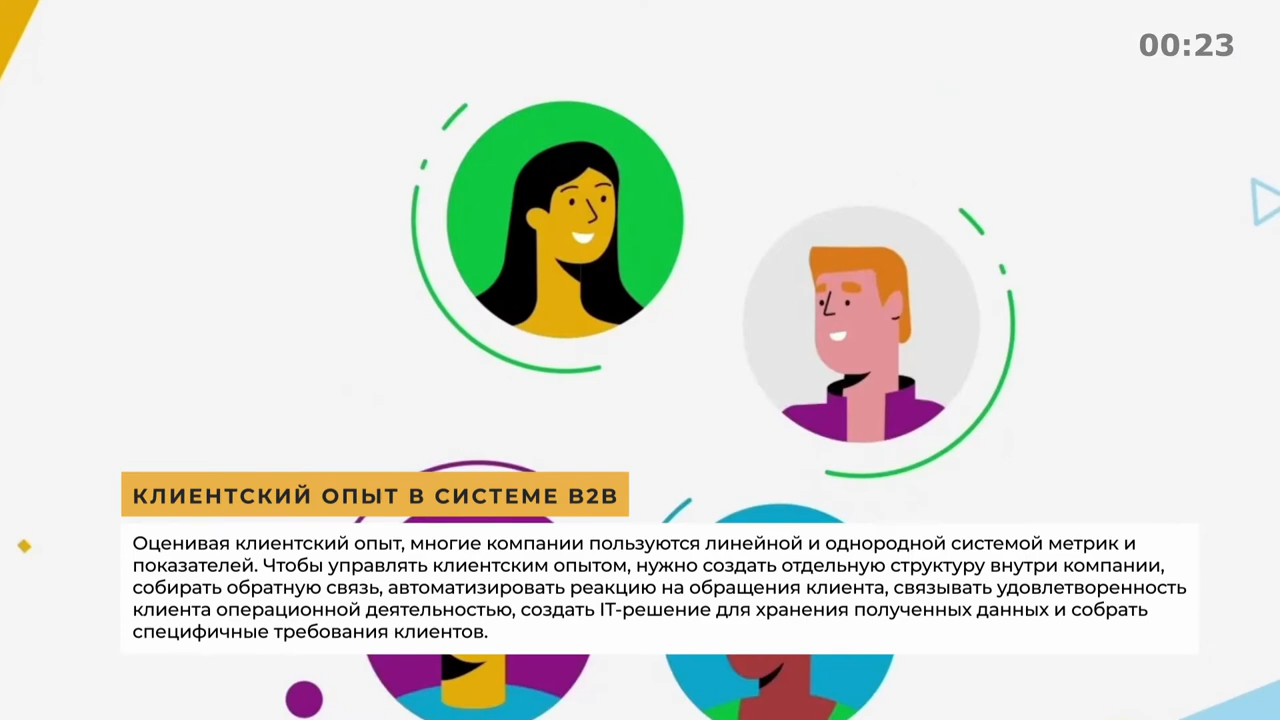 00:23
КЛИЕНТСКИЙ ОПЫТ В СИСТЕМЕ B2B
Оценивая клиентский опыт, многие компании пользуются линейной и однородной системой метрик и
показателей. Чтобы управлять клиентским опытом, нужно создать отдельную структуру внутри компании,
собирать обратную связь, автоматизировать реакцию на обращения клиента, связывать удовлетворенность
клиента операционной деятельностью, создать IT-решение для хранения полученных данных и собрать
специфичные требования клиентов.